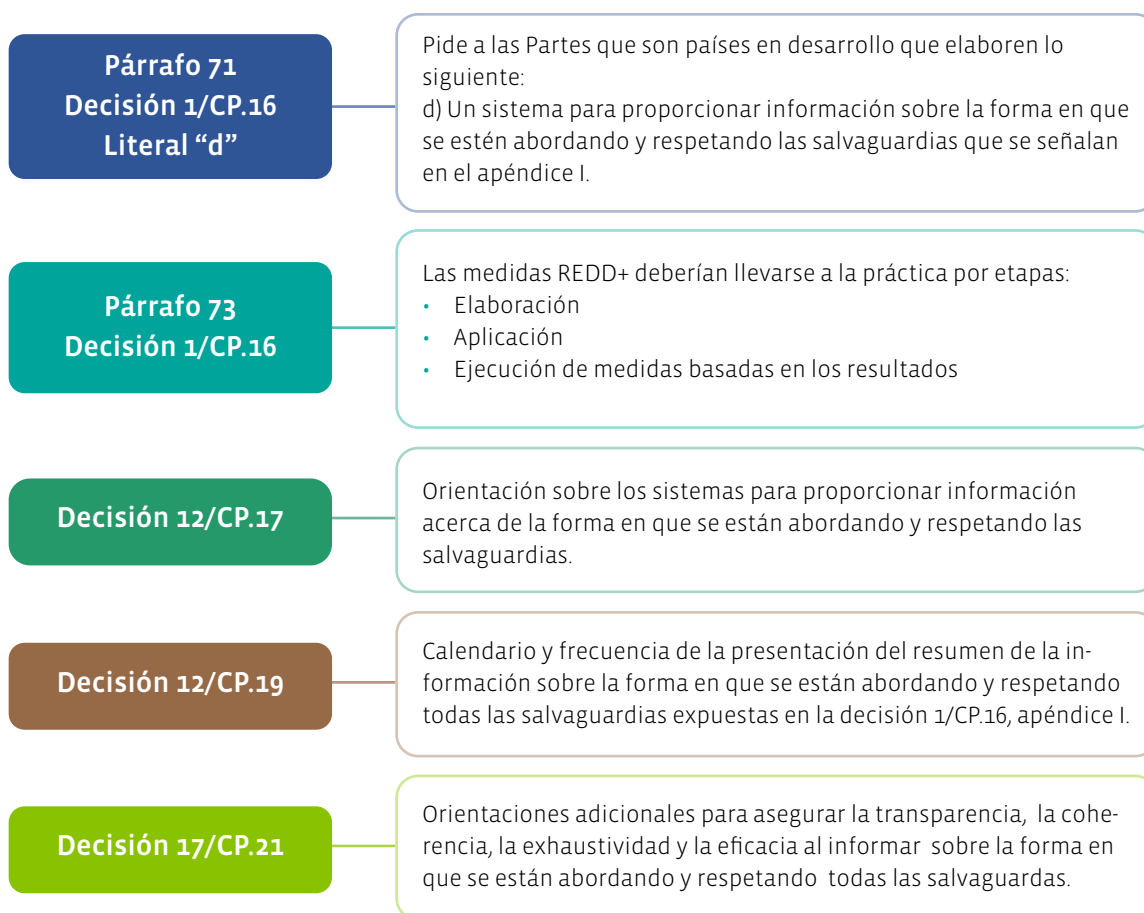 Párrafo 71
Decisión 1/CP.16
Literal “d”
Pide a las Partes que son países en desarrollo que elaboren lo
siguiente:
d) Un sistema para proporcionar información sobre la forma en que
se estén abordando y respetando las salvaguardias que se señalan
en el apéndice I.
Párrafo 73
Decisión 1/CP.16
Las medidas REDD+ deberían llevarse a la práctica por etapas:
• Elaboración
• Aplicación
• Ejecución de medidas basadas en los resultados
Decisión 12/CP.17
Orientación sobre los sistemas para proporcionar información
acerca de la forma en que se están abordando y respetando las
salvaguardias.
Decisión 12/CP.19
Calendario y frecuencia de la presentación del resumen de la in-
formación sobre la forma en que se están abordando y respetando
todas las salvaguardias expuestas en la decisión 1/CP.16, apéndice I.
Decisión 17/CP.21
Orientaciones adicionales para asegurar la transparencia, la cohe-
rencia, la exhaustividad y la eficacia al informar sobre la forma en
que se están abordando y respetando todas las salvaguardas.